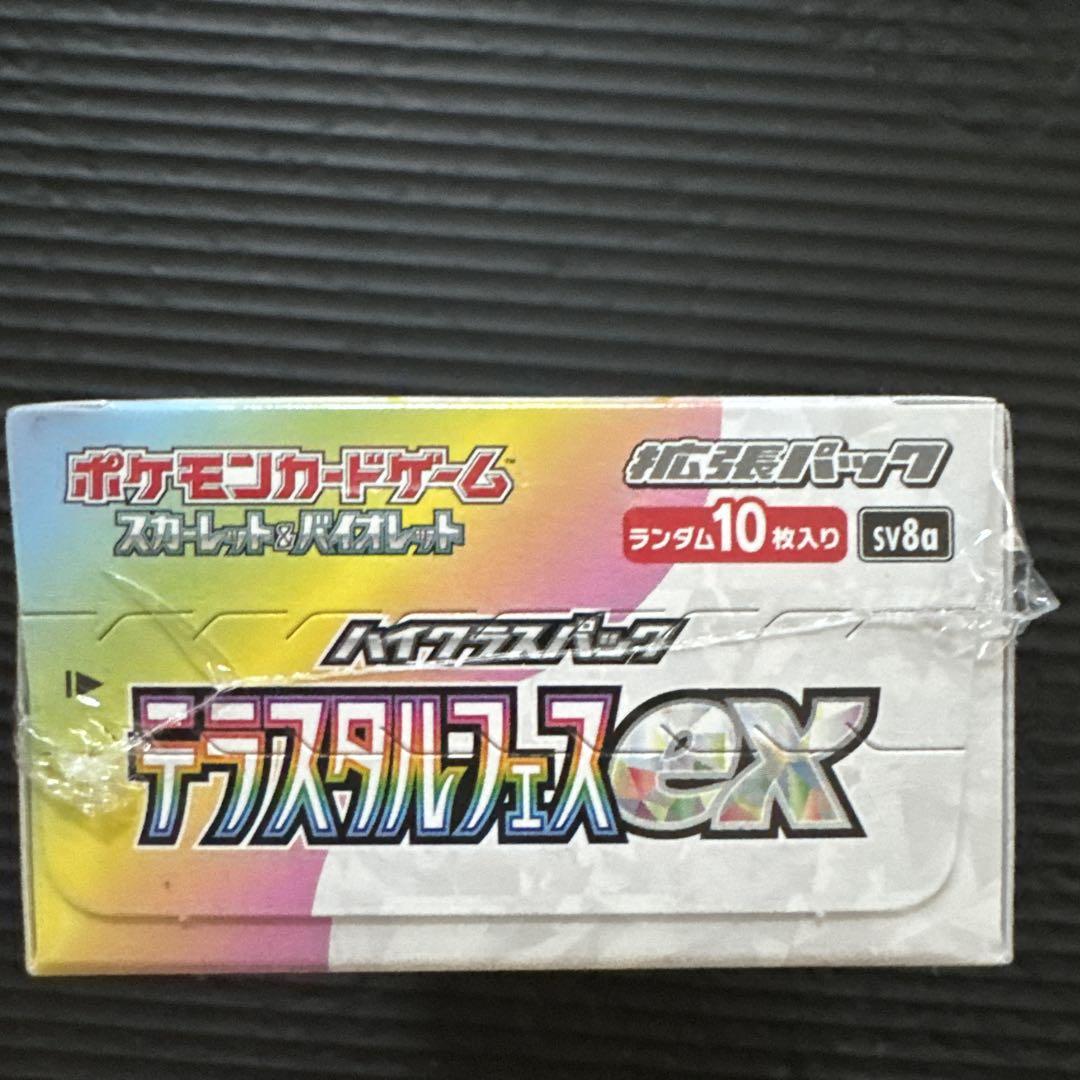 ポケモンカードゲーム™
スカーレット&バイオレット
拡張パック
ランダム10枚入り
SV8a
ハイクラスパック
テラスタルフェスex